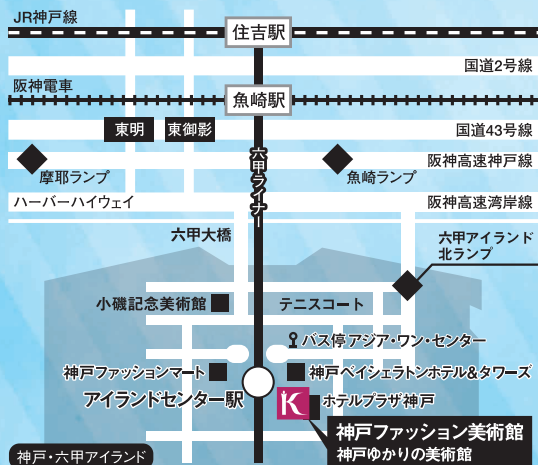 JR神戸線
住吉駅
国道2号線
阪神電車
魚崎駅
東明
東御影
国道43号線
六甲ライナー
阪神高速神戸線
摩耶ランプ
魚崎ランプ
ハーバーハイウェイ
阪神高速湾岸線
六甲大橋
六甲アイランド
北ランプ
小磯記念美術館
テニスコート
バス停 アジア・ワン・センター
神戸ファッションマート
神戸ベイシェラトンホテル&タワーズ
アイランドセンター駅
K
ホテルプラザ神戸
神戸ファッション美術館
神戸ゆかりの美術館
神戸・六甲アイランド